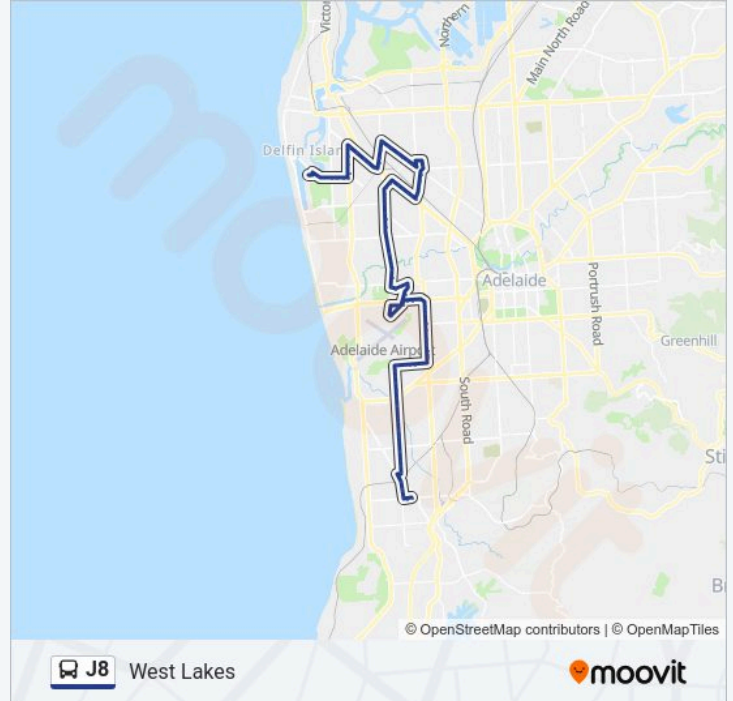 Victor
Northern
Main North Road
Delfin Islan
Adelaide
Portrush Road
Greenhill
Adelaide Airport
South Road
Sti
B
© OpenStreetMap contributors | © OpenMapTiles
J8 West Lakes
moovit